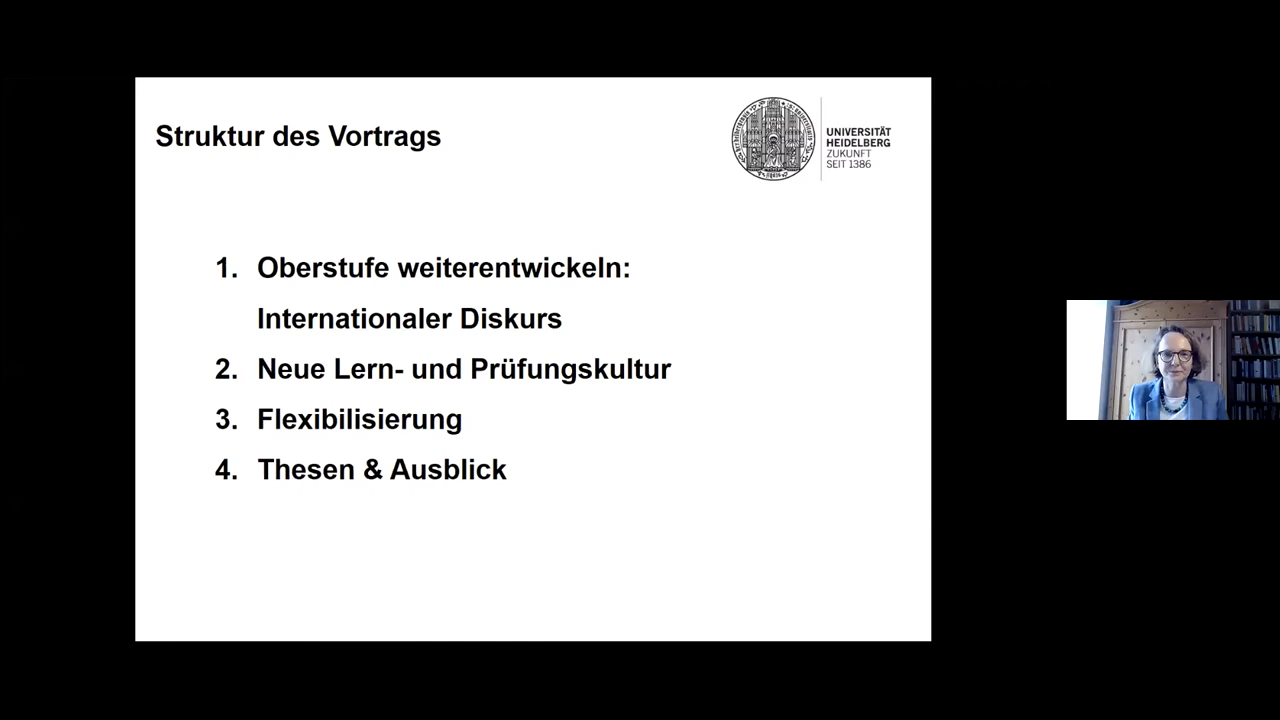 Struktur des Vortrags
UNIVERSITÄT
HEIDELBERG
ZUKUNFT
SEIT 1386
1. Oberstufe weiterentwickeln:
Internationaler Diskurs
2. Neue Lern- und Prüfungskultur
3. Flexibilisierung
4. Thesen & Ausblick